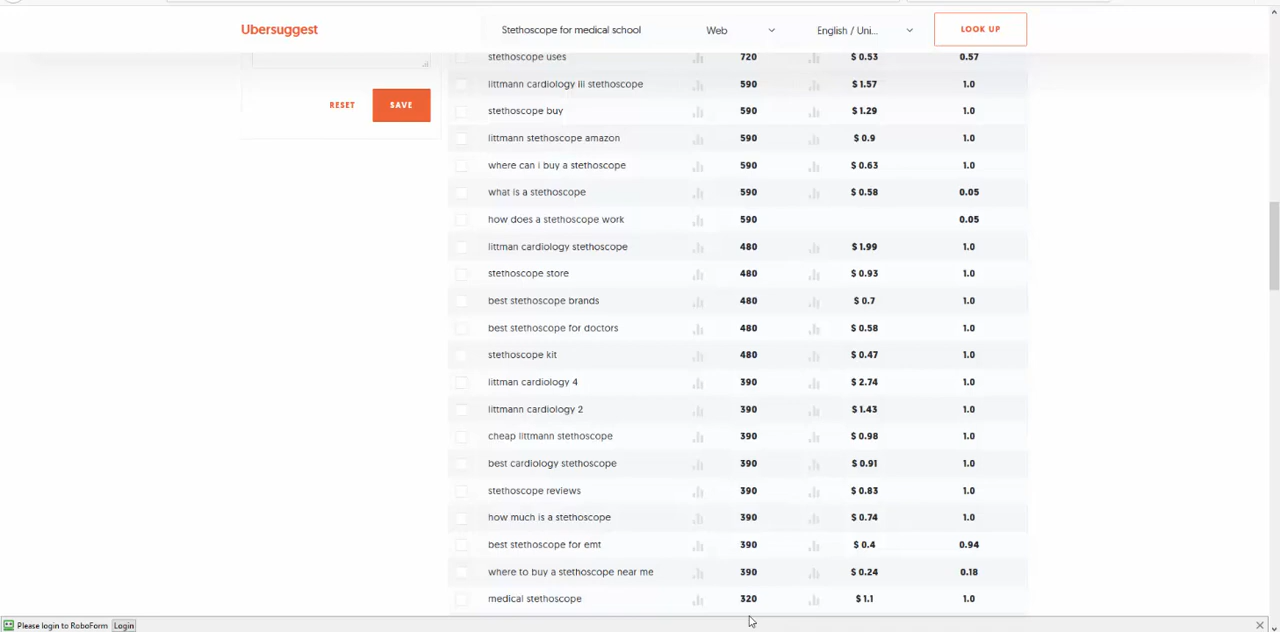 Ubersuggest Stethoscope for medical school Web English / Uni... LOOK UP
stethoscope uses 720 $ 0.53 0.57
littmann cardiology iii stethoscope 590 $ 1.57 1.0
RESET SAVE
stethoscope buy 590 $ 1.29 1.0
littmann stethoscope amazon 590 $ 0.9 1.0
where can i buy a stethoscope 590 $ 0.63 1.0
what is a stethoscope 590 $ 0.58 0.05
how does a stethoscope work 590 0.05
littman cardiology stethoscope 480 $ 1.99 1.0
stethoscope store 480 $ 0.93 1.0
best stethoscope brands 480 $ 0.7 1.0
best stethoscope for doctors 480 $ 0.58 1.0
stethoscope kit 480 $ 0.47 1.0
littman cardiology 4 390 $ 2.74 1.0
littmann cardiology 2 390 $ 1.43 1.0
cheap littmann stethoscope 390 $ 0.98 1.0
best cardiology stethoscope 390 $ 0.91 1.0
stethoscope reviews 390 $ 0.83 1.0
how much is a stethoscope 390 $ 0.74 1.0
best stethoscope for emt 390 $ 0.4 0.94
where to buy a stethoscope near me 390 $ 0.24 0.18
medical stethoscope 320 $ 1.1 1.0
Please login to RoboForm Login